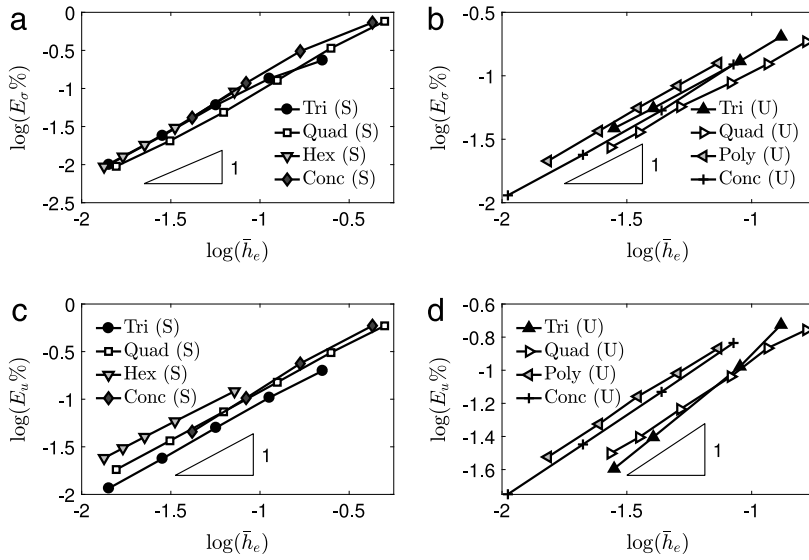 a
0
-0.5
-1
-1.5
-2
-2.5
-2 -1.5 -1 -0.5
log(E_σ%)
log(h̄_e)
Tri (S)
Quad (S)
Hex (S)
Conc (S)
1
b
-0.5
-1
-1.5
-2
-1.5 -1
log(E_σ%)
log(h̄_e)
Tri (U)
Quad (U)
Poly (U)
Conc (U)
1
c
0
-0.5
-1
-1.5
-2
-2 -1.5 -1 -0.5
log(E_u%)
log(h̄_e)
Tri (S)
Quad (S)
Hex (S)
Conc (S)
1
d
-0.6
-0.8
-1
-1.2
-1.4
-1.6
-1.5 -1
log(E_u%)
log(h̄_e)
Tri (U)
Quad (U)
Poly (U)
Conc (U)
1